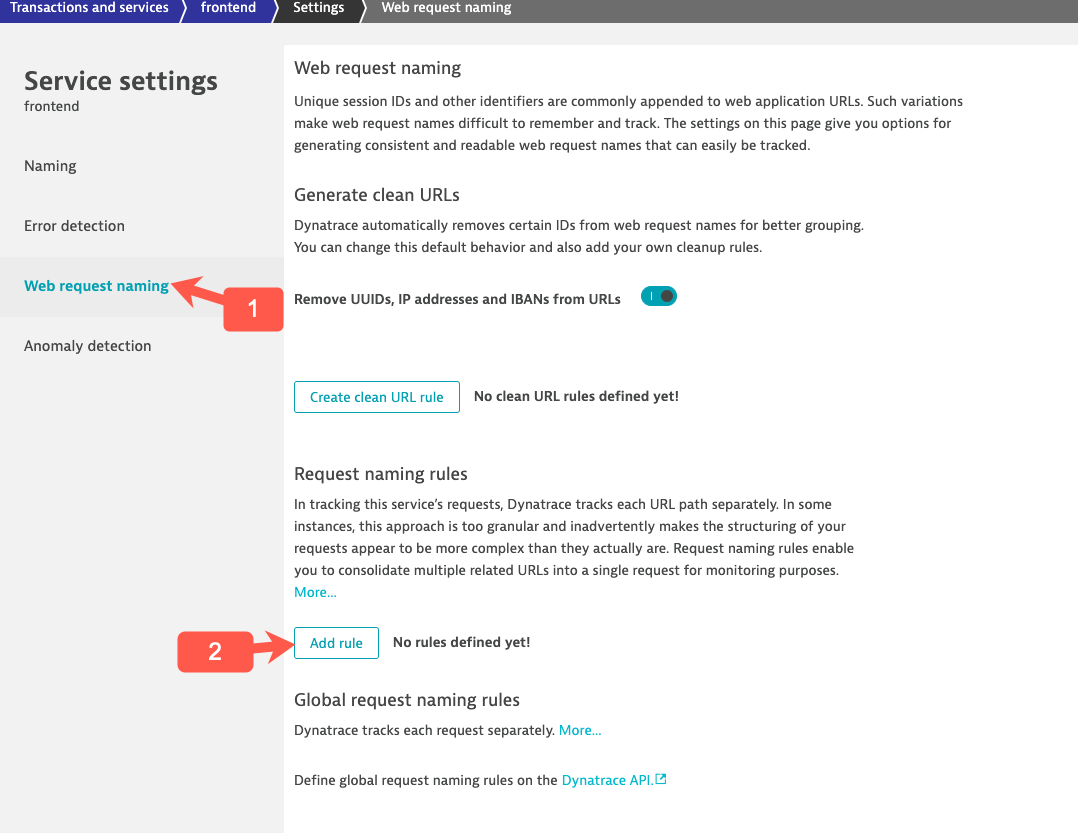 Transactions and services
frontend
Settings
Web request naming
Service settings
frontend
Naming
Error detection
Web request naming
1
Anomaly detection
Web request naming
Unique session IDs and other identifiers are commonly appended to web application URLs. Such variations
make web request names difficult to remember and track. The settings on this page give you options for
generating consistent and readable web request names that can easily be tracked.
Generate clean URLs
Dynatrace automatically removes certain IDs from web request names for better grouping.
You can change this default behavior and also add your own cleanup rules.
Remove UUIDs, IP addresses and IBANs from URLs
Create clean URL rule
No clean URL rules defined yet!
Request naming rules
In tracking this service's requests, Dynatrace tracks each URL path separately. In some
instances, this approach is too granular and inadvertently makes the structuring of your
requests appear to be more complex than they actually are. Request naming rules enable
you to consolidate multiple related URLs into a single request for monitoring purposes.
More...
2
Add rule
No rules defined yet!
Global request naming rules
Dynatrace tracks each request separately. More...
Define global request naming rules on the Dynatrace API.